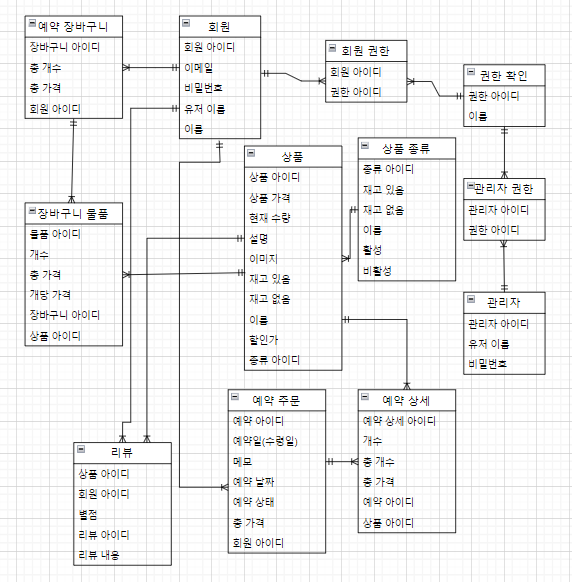 예약 장바구니
장바구니 아이디
총 개수
총 가격
회원 아이디
회원
회원 아이디
이메일
비밀번호
유저 이름
이름
회원 권한
회원 아이디
권한 아이디
권한 확인
권한 아이디
이름
상품
상품 아이디
상품 가격
현재 수량
설명
이미지
재고 있음
재고 없음
이름
할인가
종류 아이디
상품 종류
종류 아이디
재고 있음
재고 없음
이름
활성
비활성
관리자 권한
관리자 아이디
권한 아이디
장바구니 물품
물품 아이디
개수
총 가격
개당 가격
장바구니 아이디
상품 아이디
관리자
관리자 아이디
유저 이름
비밀번호
예약 주문
예약 아이디
예약일(수령일)
메모
예약 날짜
예약 상태
총 가격
회원 아이디
예약 상세
예약 상세 아이디
개수
총 개수
총 가격
예약 아이디
상품 아이디
리뷰
상품 아이디
회원 아이디
별점
리뷰 아이디
리뷰 내용